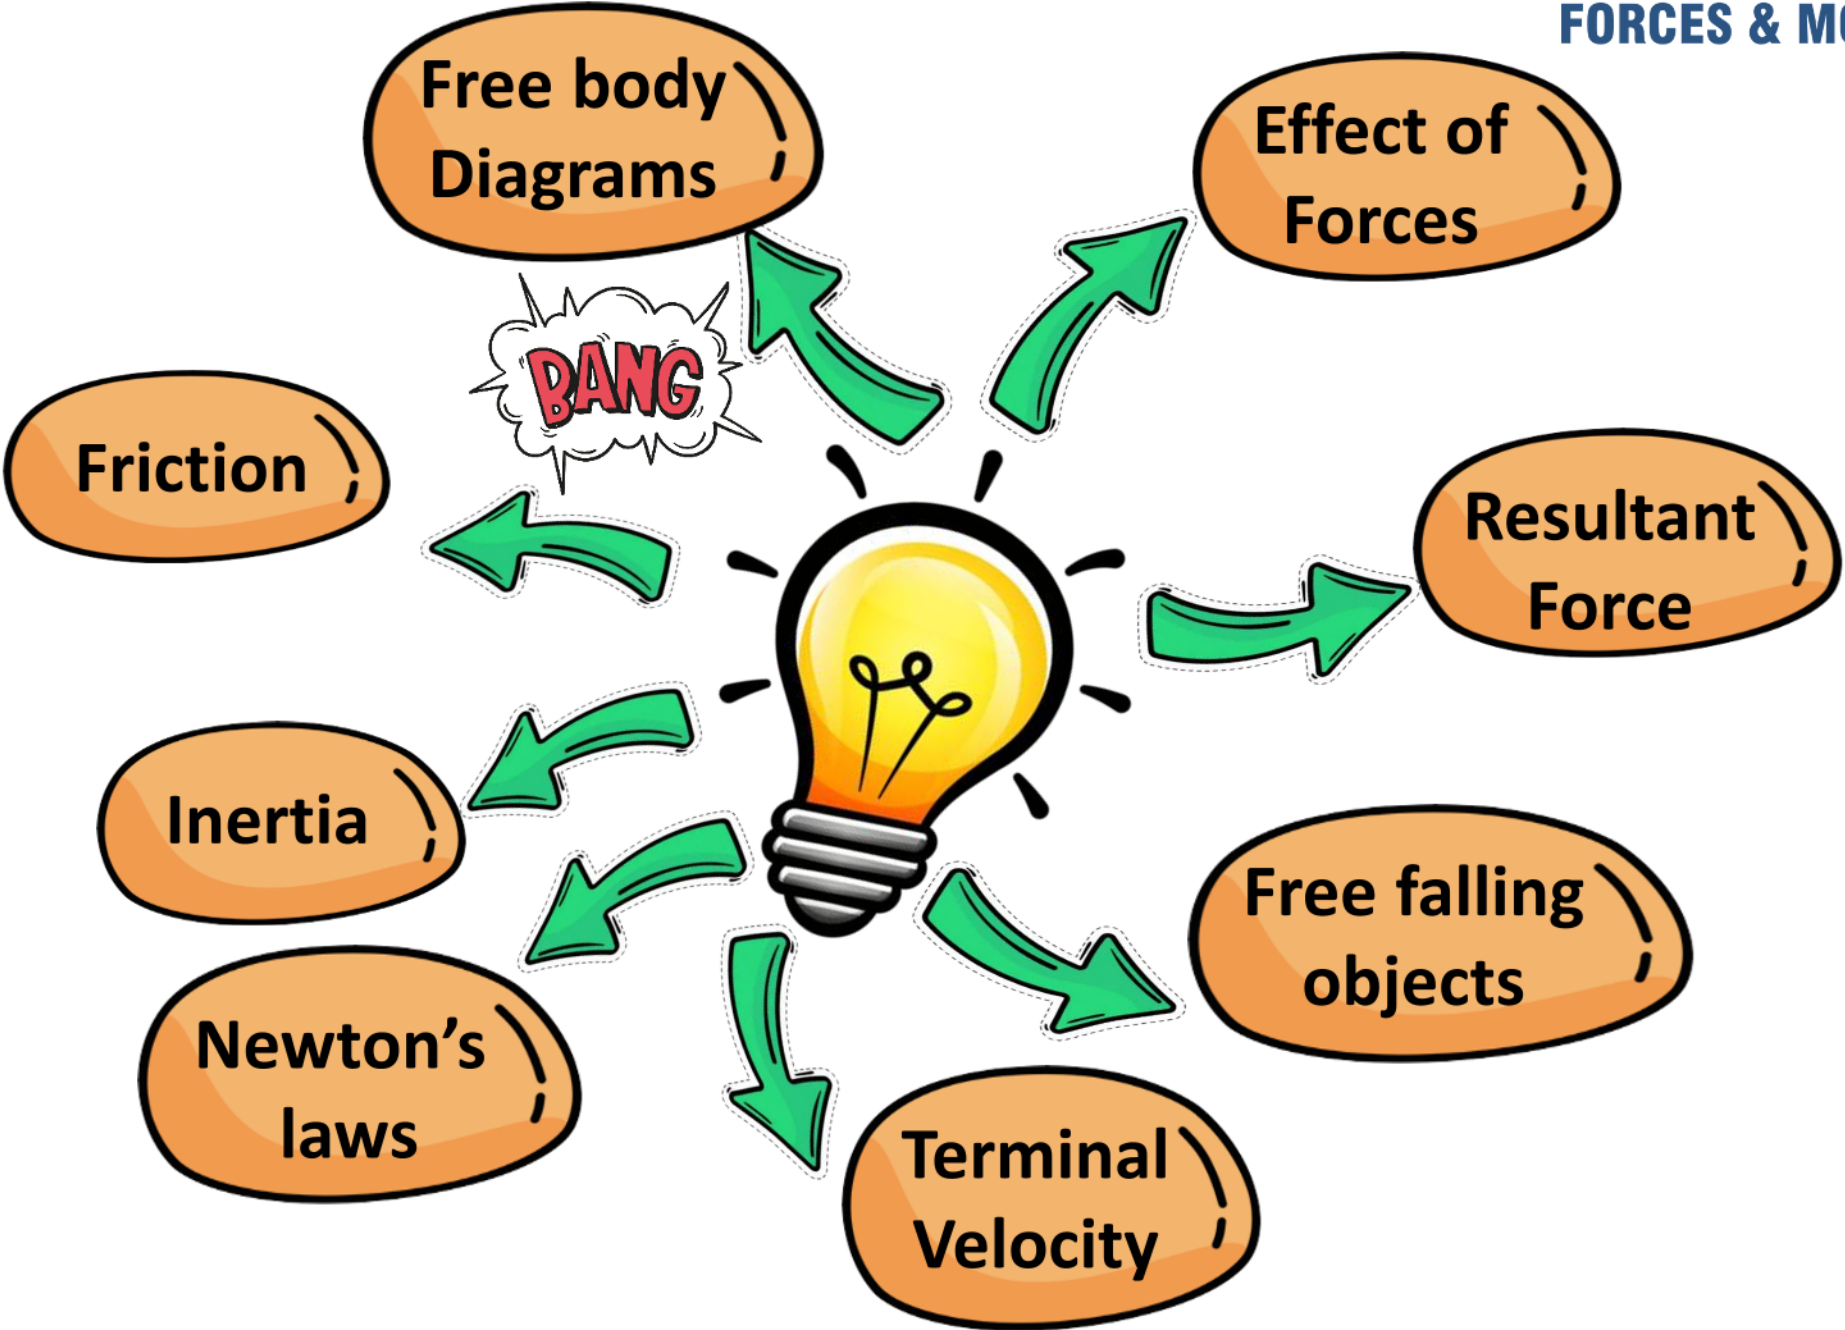 FORCES & M
Free body
Diagrams
Effect of
Forces
BANG
Friction
Resultant
Force
Inertia
Free falling
objects
Newton’s
laws
Terminal
Velocity